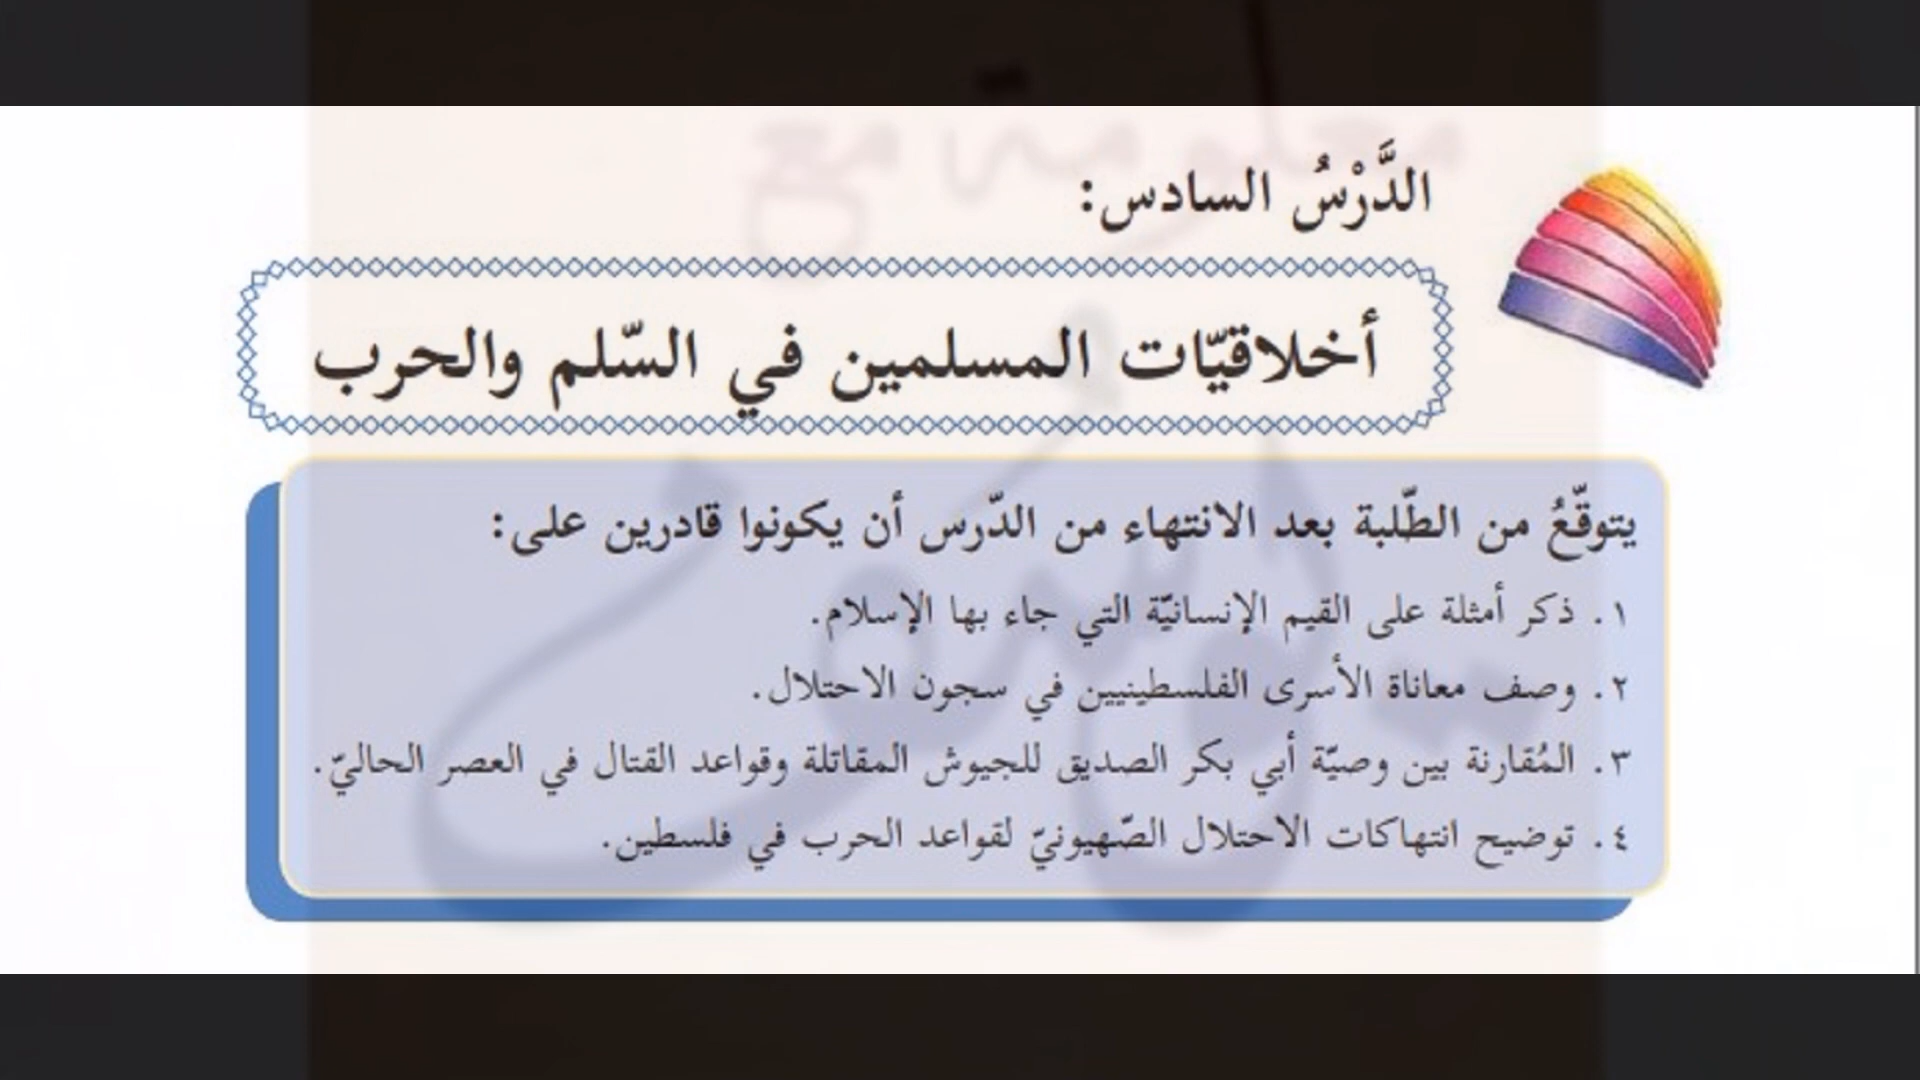 الدَّرْسُ السادس:
أخلاقيّات المسلمين في السّلم والحرب
يتوقّعُ من الطّلبة بعد الانتهاء من الدّرس أن يكونوا قادرين على:
١. ذكر أمثلة على القيم الإنسانيّة التي جاء بها الإسلام.
٢. وصف معاناة الأسرى الفلسطينيين في سجون الاحتلال.
٣. المُقارنة بين وصيّة أبي بكر الصديق للجيوش المقاتلة وقواعد القتال في العصر الحاليّ.
٤. توضيح انتهاكات الاحتلال الصّهيونيّ لقواعد الحرب في فلسطين.